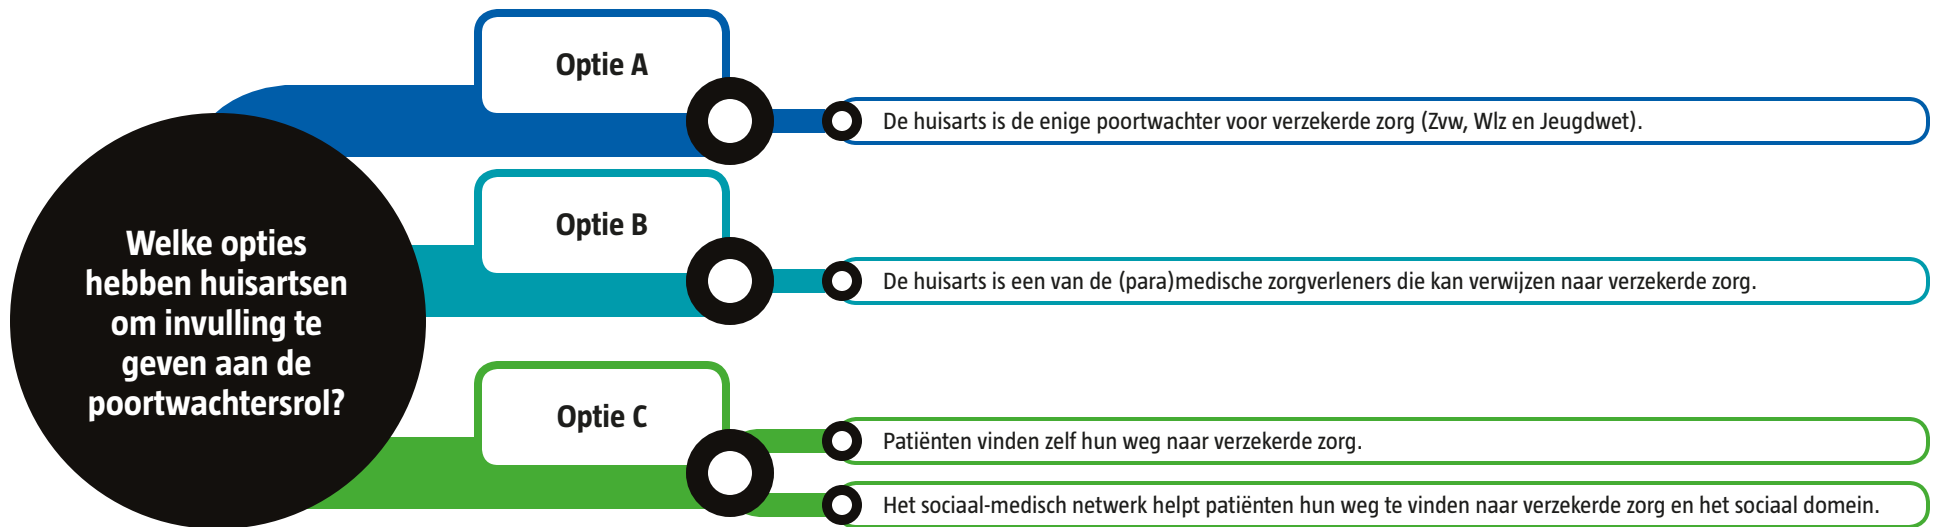 Welke opties
hebben huisartsen
om invulling te
geven aan de
poortwachtersrol?
Optie A
De huisarts is de enige poortwachter voor verzekerde zorg (Zvw, Wlz en Jeugdwet).
Optie B
De huisarts is een van de (para)medische zorgverleners die kan verwijzen naar verzekerde zorg.
Optie C
Patiënten vinden zelf hun weg naar verzekerde zorg.
Het sociaal-medisch netwerk helpt patiënten hun weg te vinden naar verzekerde zorg en het sociaal domein.